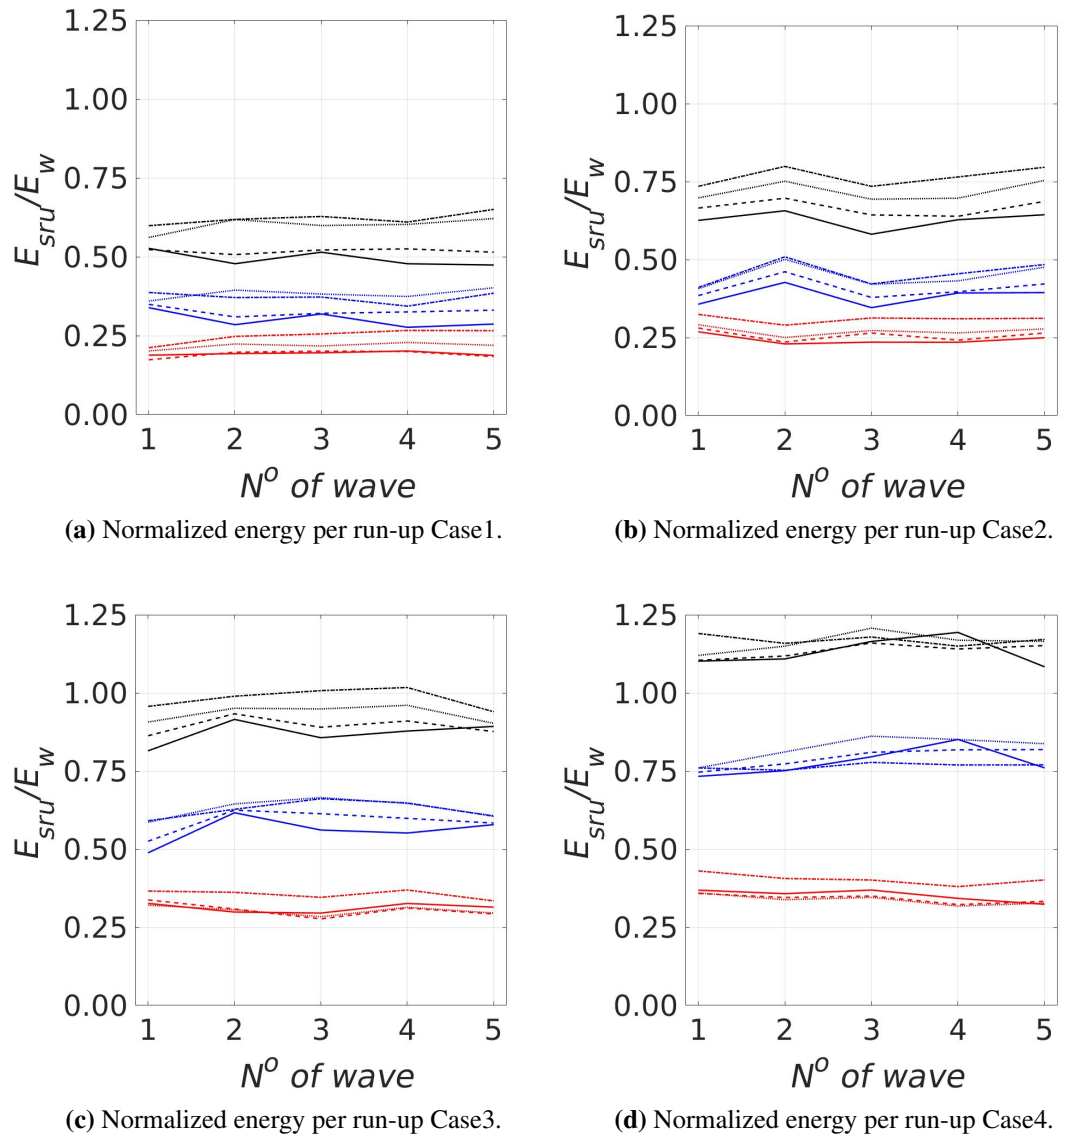 1.25
1.00
0.75
0.50
0.25
0.00
E_sru/E_w
1 2 3 4 5
N^o of wave
(a) Normalized energy per run-up Case1.
1.25
1.00
0.75
0.50
0.25
0.00
E_sru/E_w
1 2 3 4 5
N^o of wave
(b) Normalized energy per run-up Case2.
1.25
1.00
0.75
0.50
0.25
0.00
E_sru/E_w
1 2 3 4 5
N^o of wave
(c) Normalized energy per run-up Case3.
1.25
1.00
0.75
0.50
0.25
0.00
E_sru/E_w
1 2 3 4 5
N^o of wave
(d) Normalized energy per run-up Case4.